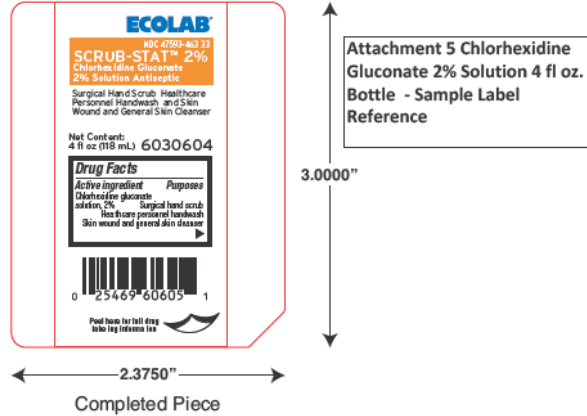 ECOLAB®
NDC 47593-463 33
SCRUB-STAT™ 2%
Chlorhexidine Gluconate
2% Solution Antiseptic
Surgical Hand Scrub Healthcare
Personnel Handwash and Skin
Wound and General Skin Cleanser
Net Content:
4 fl oz (118 mL) 6030604
Drug Facts
Active ingredient Purposes
Chlorhexidine gluconate
solution, 2% Surgical hand scrub
Healthcare personnel handwash
Skin wound and general skin cleanser
0 25469 60605 1
Peel here for full drug
labeling information
2.3750”
Completed Piece
3.0000”
Attachment 5 Chlorhexidine
Gluconate 2% Solution 4 fl oz.
Bottle - Sample Label
Reference